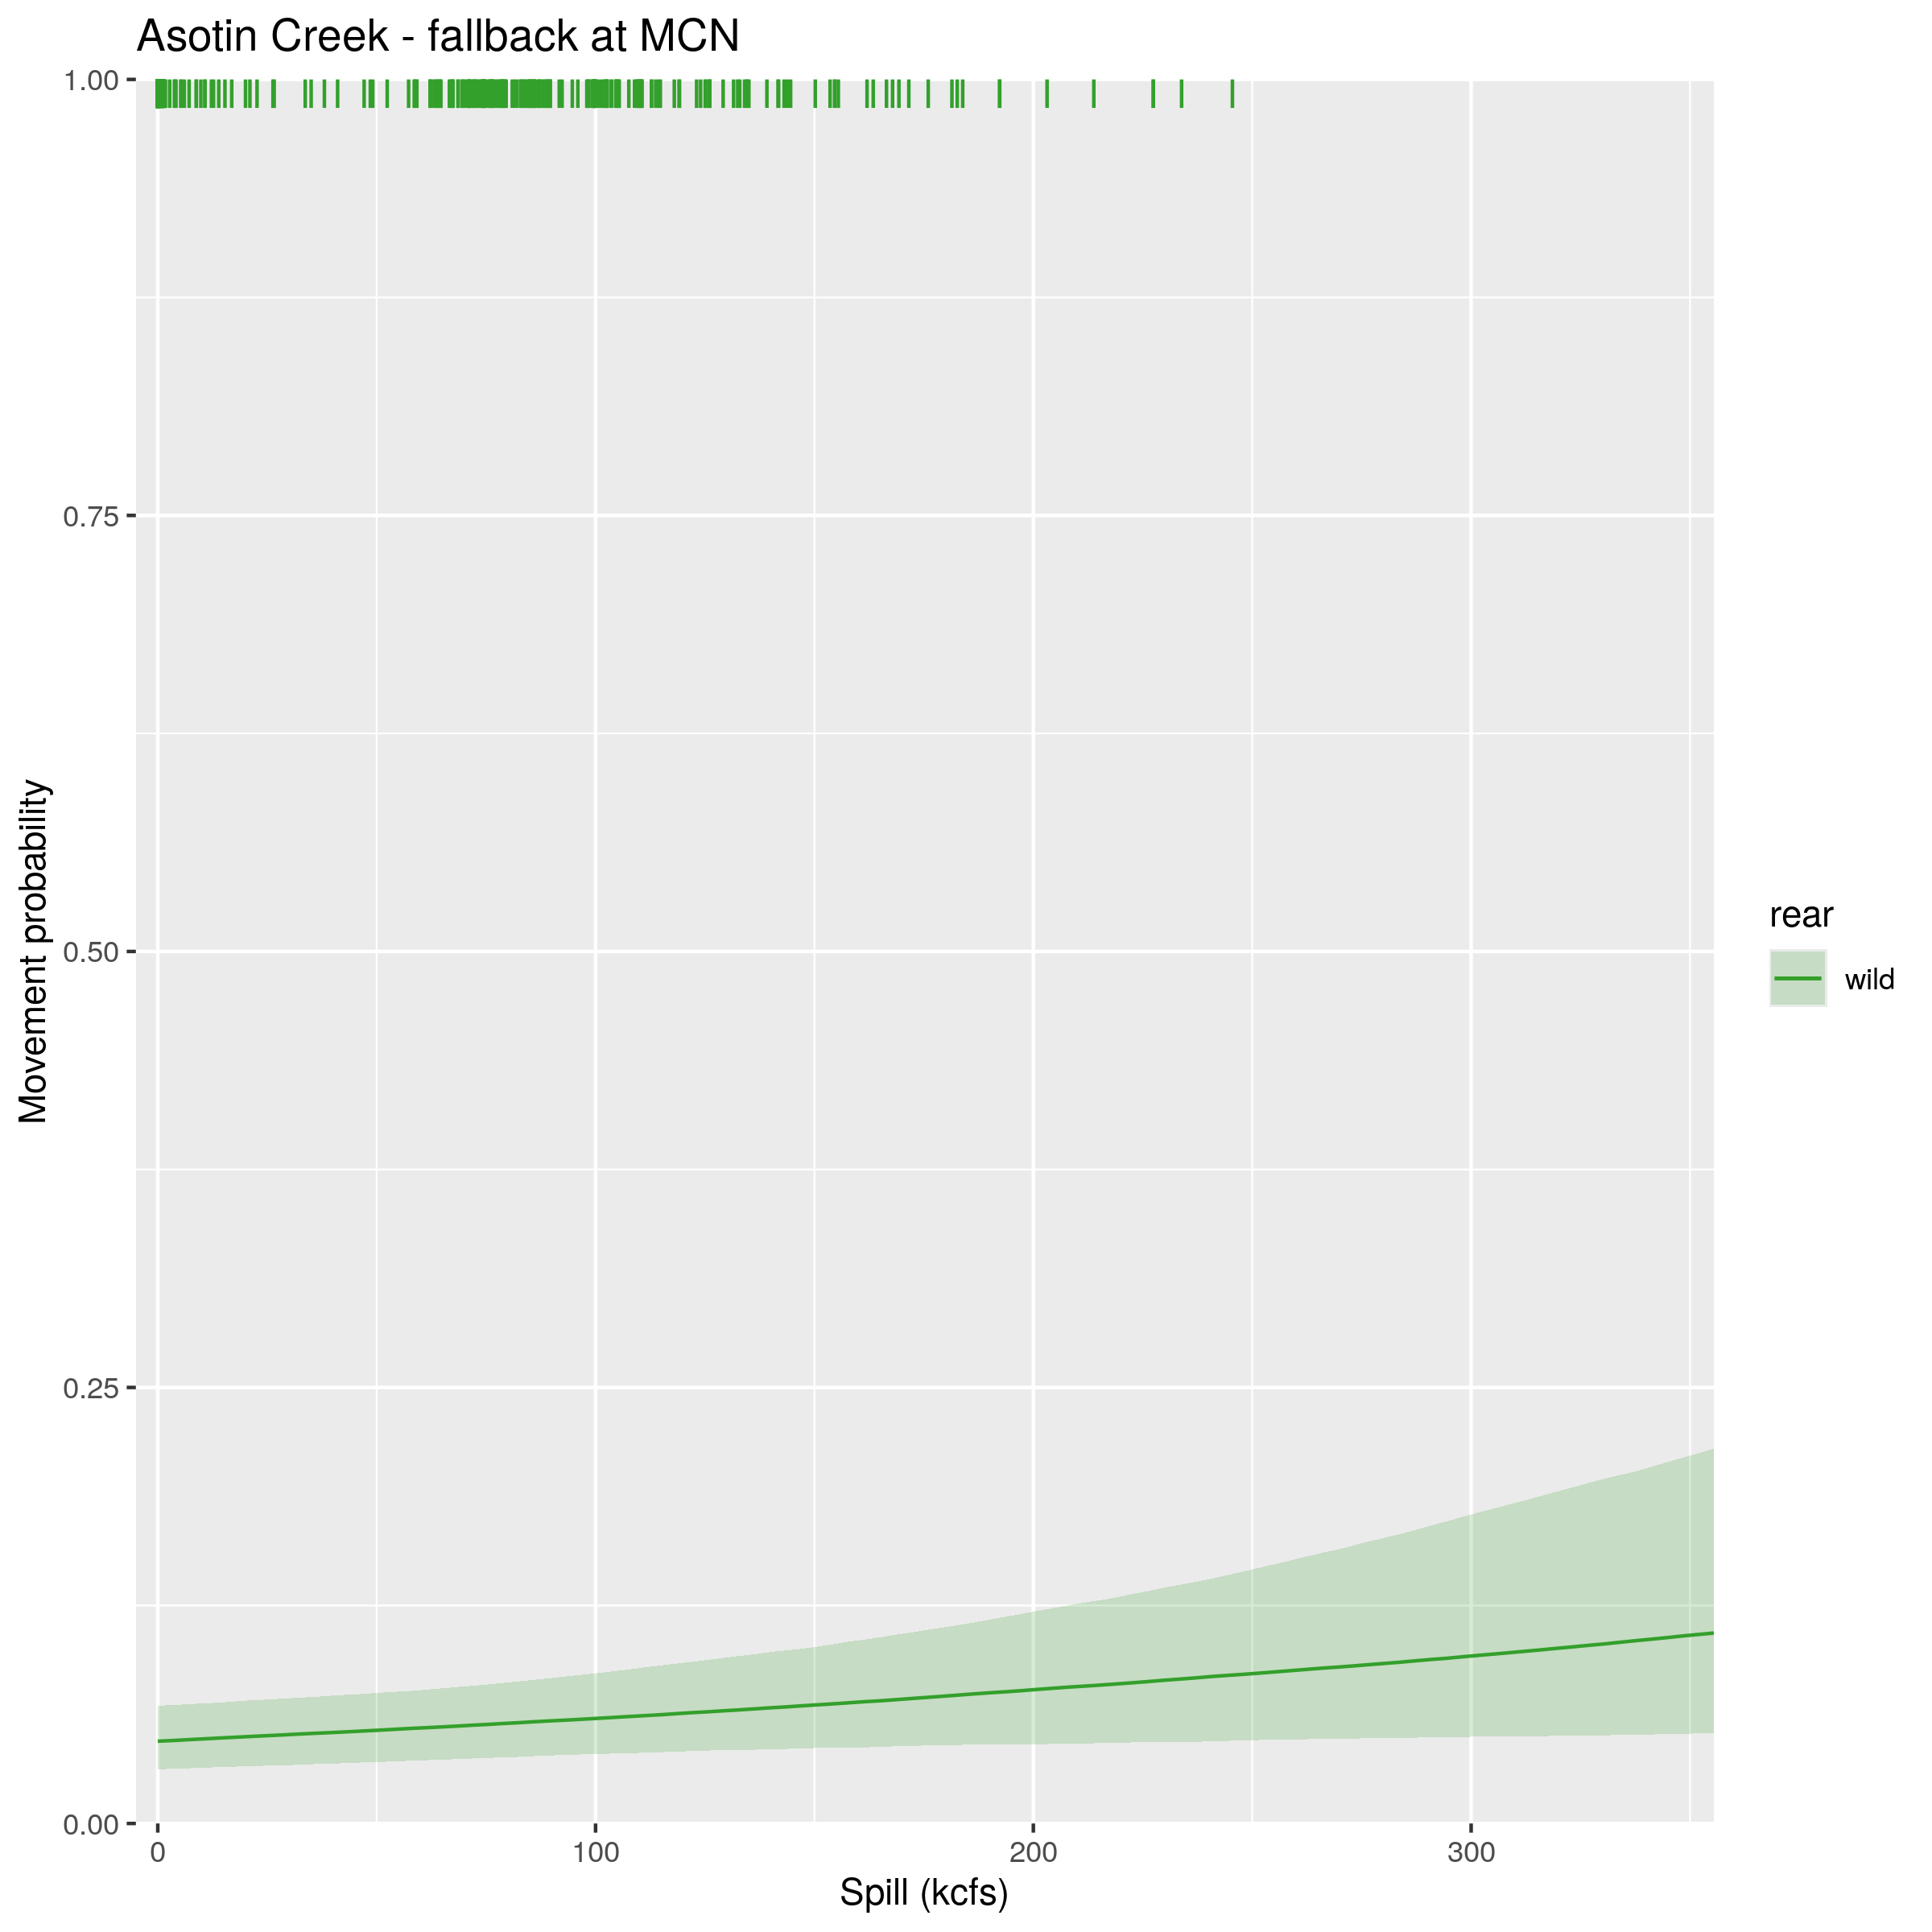 Asotin Creek - fallback at MCN
1.00
0.75
0.50
0.25
0.00
Movement probability
0
100
200
300
Spill (kcfs)
rear
wild